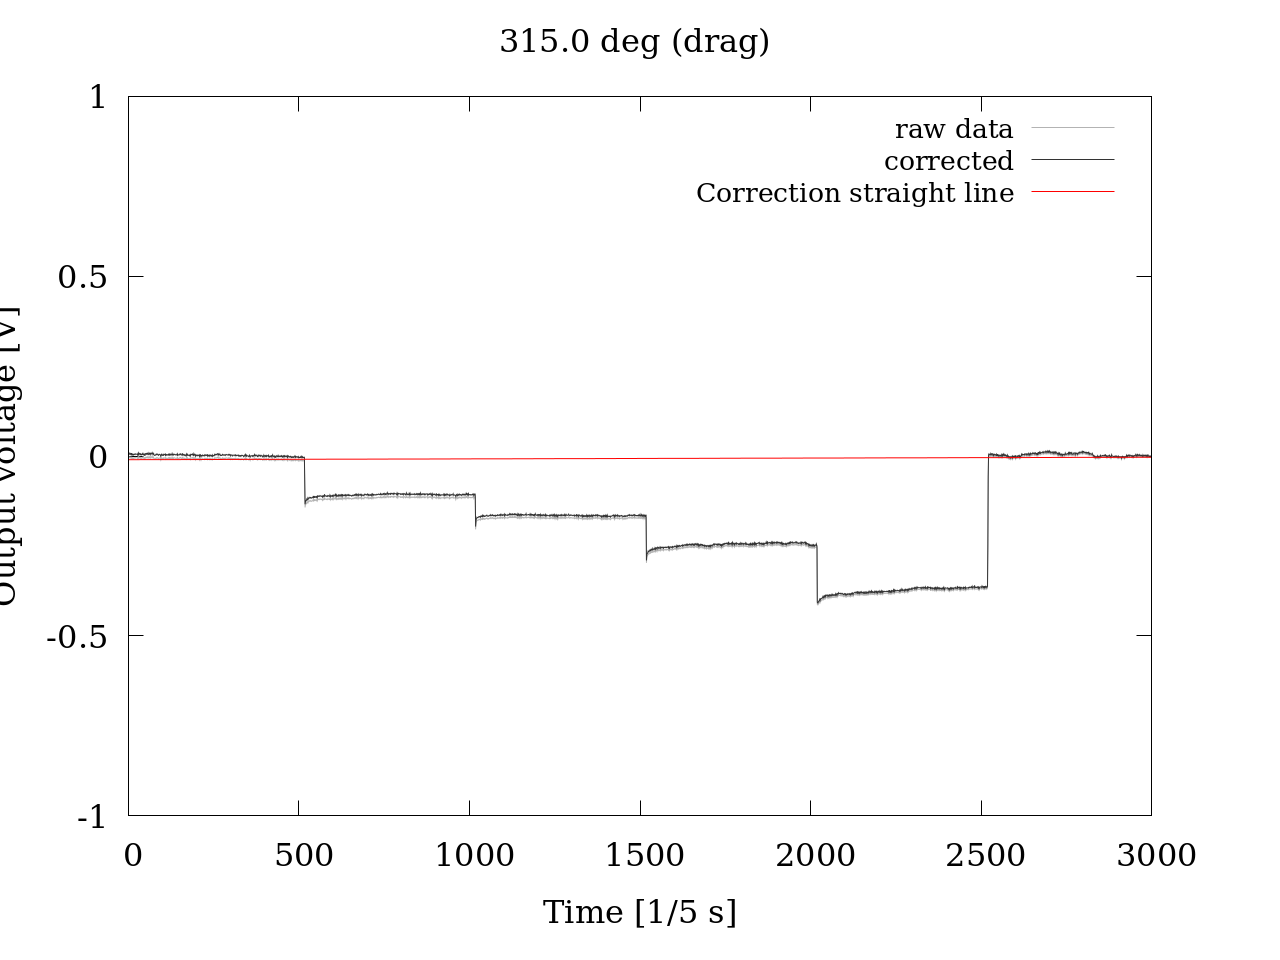 315.0 deg (drag)
1
0.5
0
-0.5
-1
Output voltage [V]
raw data
corrected
Correction straight line
0 500 1000 1500 2000 2500 3000
Time [1/5 s]